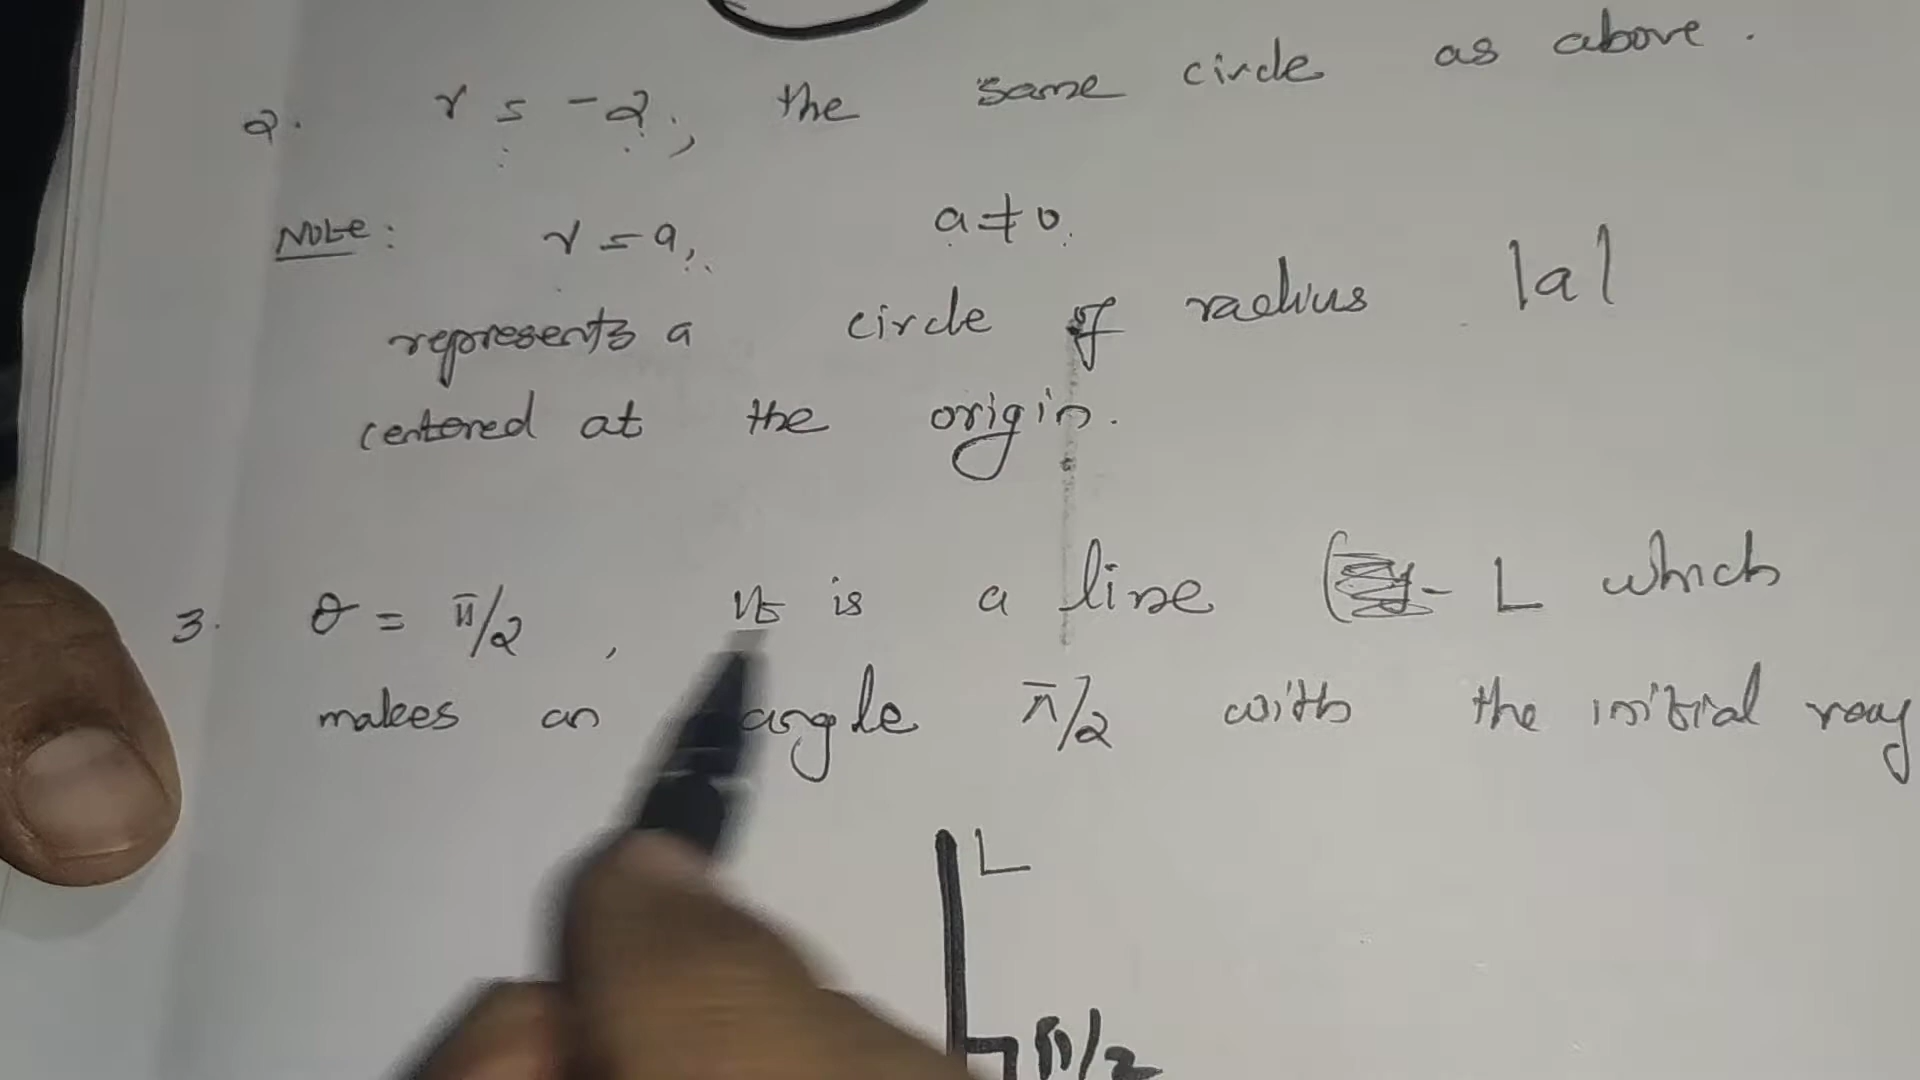 2. r = -2, the same circle as above.
Note: r = a, a ≠ 0
represents a circle of radius |a|
centered at the origin.
3. θ = π/2, It is a line L which
makes an angle π/2 with the initial ray
L
π/2